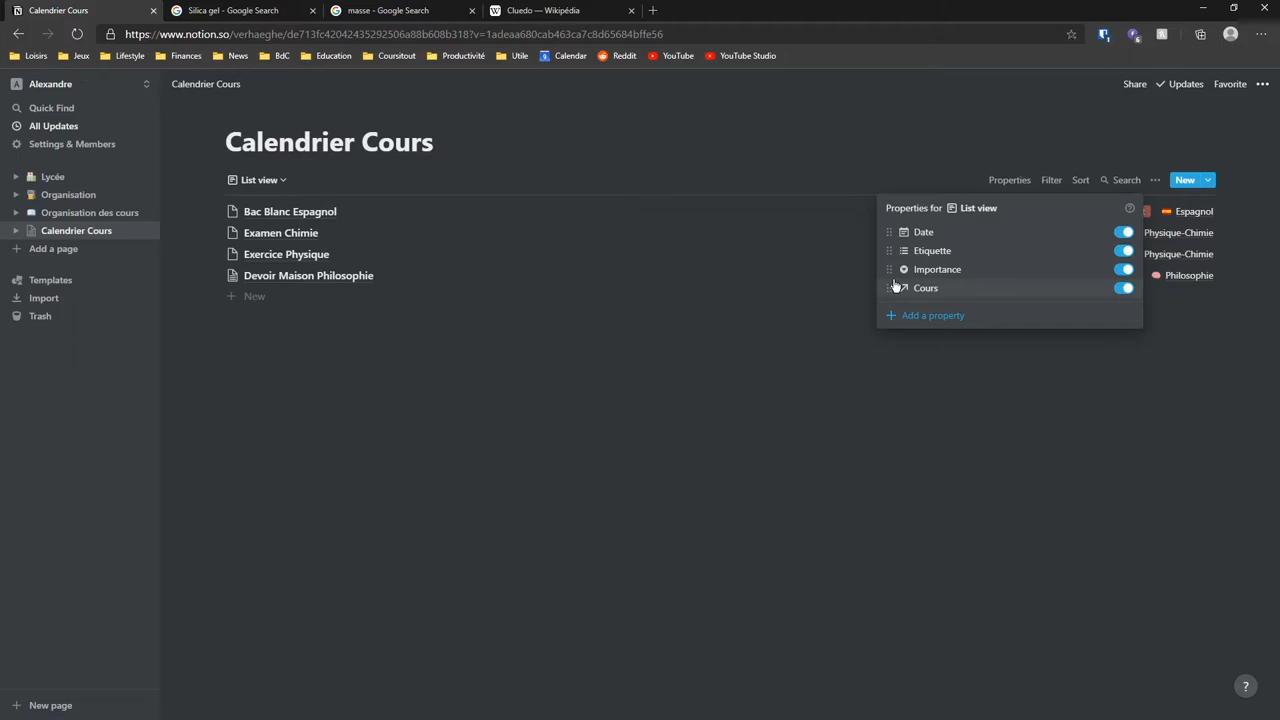 Calendrier Cours
Silica gel - Google Search
masse - Google Search
Cluedo — Wikipédia
https://www.notion.so/verhaeghe/de713fc42042435292506a88b608b318?v=1adeaa680cab463ca7c8d65684bffe56
Loisirs
Jeux
Lifestyle
Finances
News
BdC
Education
Coursitout
Productivité
Utile
Calendar
Reddit
YouTube
YouTube Studio
A Alexandre
Calendrier Cours
Share
Updates
Favorite
Quick Find
All Updates
Settings & Members
Lycée
Organisation
Organisation des cours
Calendrier Cours
Add a page
Templates
Import
Trash
New page
Calendrier Cours
List view
Properties
Filter
Sort
Search
New
Bac Blanc Espagnol
Espagnol
Examen Chimie
Physique-Chimie
Exercice Physique
Physique-Chimie
Devoir Maison Philosophie
Philosophie
New
Properties for List view
Date
Etiquette
Importance
Cours
Add a property
?